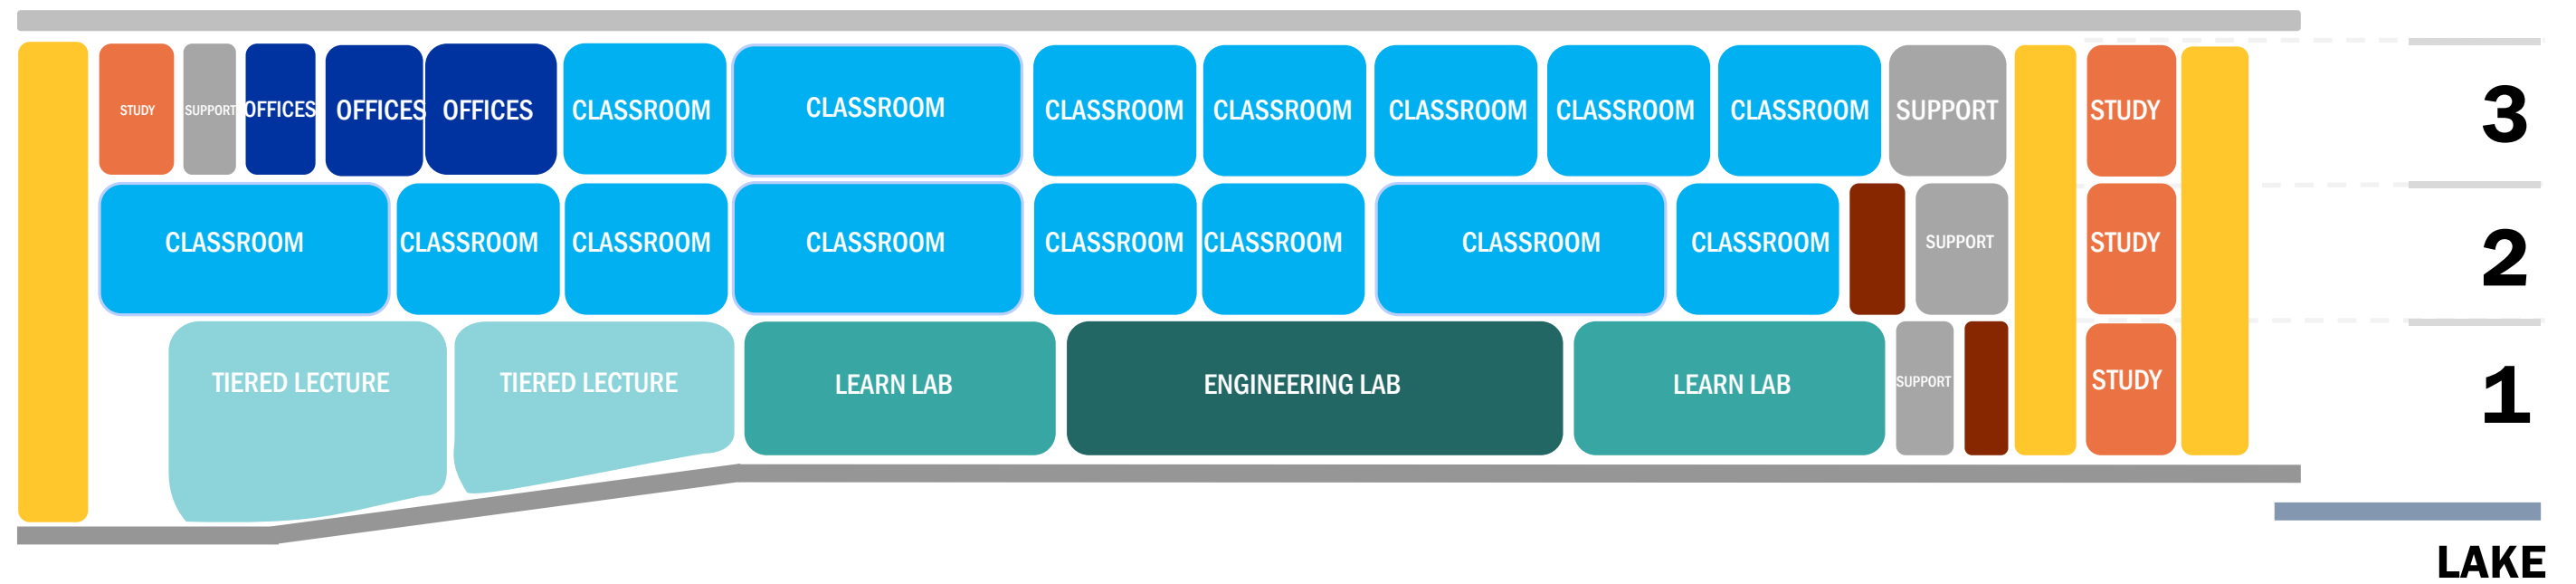 STUDY SUPPORT OFFICES OFFICES OFFICES CLASSROOM CLASSROOM CLASSROOM CLASSROOM CLASSROOM CLASSROOM CLASSROOM SUPPORT STUDY 3
CLASSROOM CLASSROOM CLASSROOM CLASSROOM CLASSROOM CLASSROOM CLASSROOM CLASSROOM SUPPORT STUDY 2
TIERED LECTURE TIERED LECTURE LEARN LAB ENGINEERING LAB LEARN LAB SUPPORT STUDY 1
LAKE